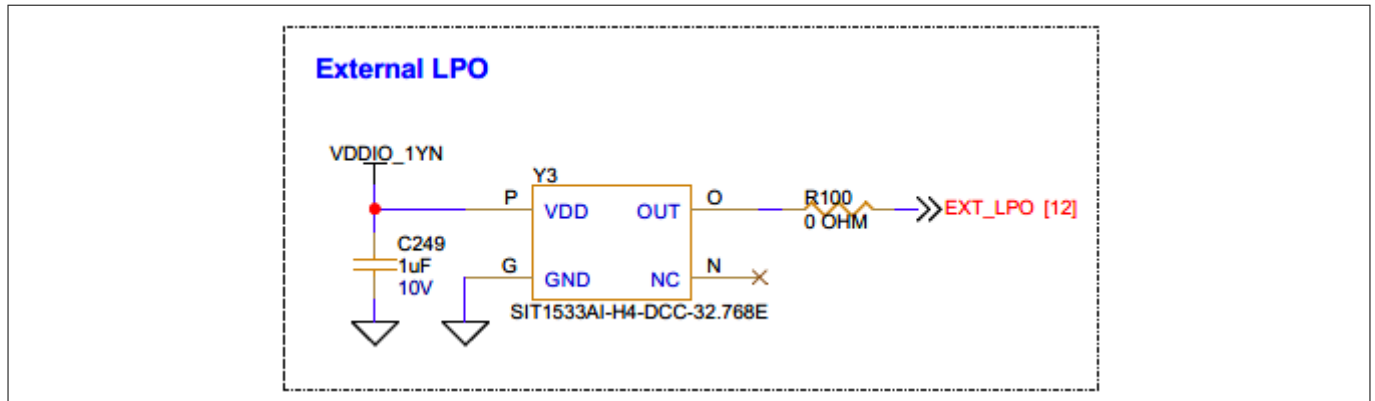 External LPO
VDDIO_1YN
Y3
P
VDD
OUT
O
R100
0 OHM
EXT_LPO [12]
C249
1uF
10V
G
GND
NC
N
SIT1533AI-H4-DCC-32.768E